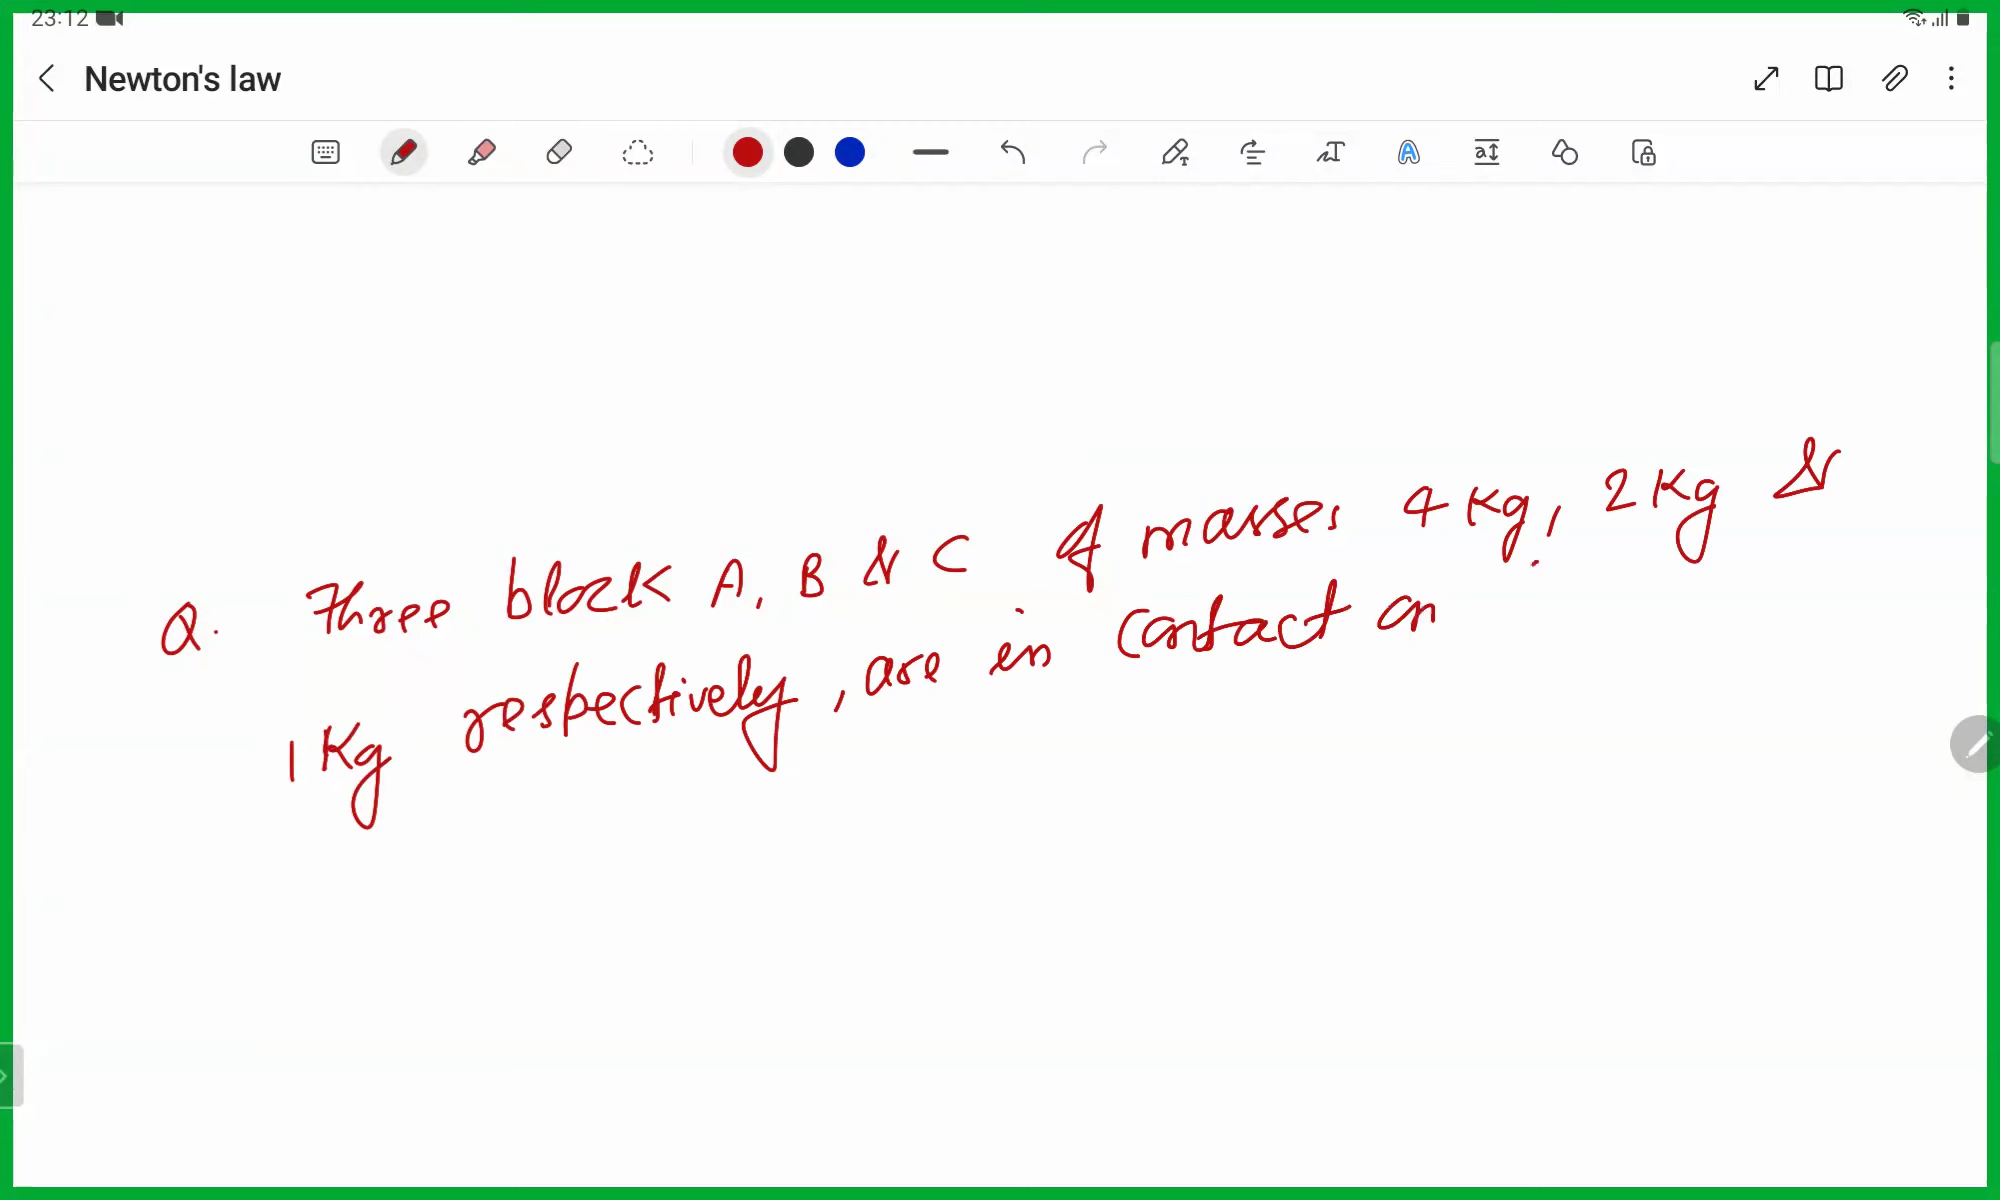 23:12
Newton's law
Q. Three block A, B & C of masses 4 Kg, 2 Kg &
1 Kg respectively, are in contact on